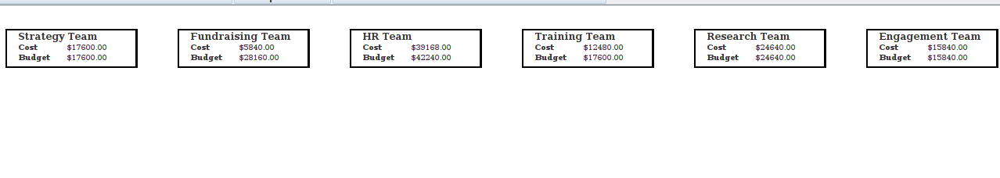 Strategy Team
Cost $17600.00
Budget $17600.00
Fundraising Team
Cost $5840.00
Budget $28160.00
HR Team
Cost $39168.00
Budget $42240.00
Training Team
Cost $12480.00
Budget $17600.00
Research Team
Cost $24640.00
Budget $24640.00
Engagement Team
Cost $15840.00
Budget $15840.00